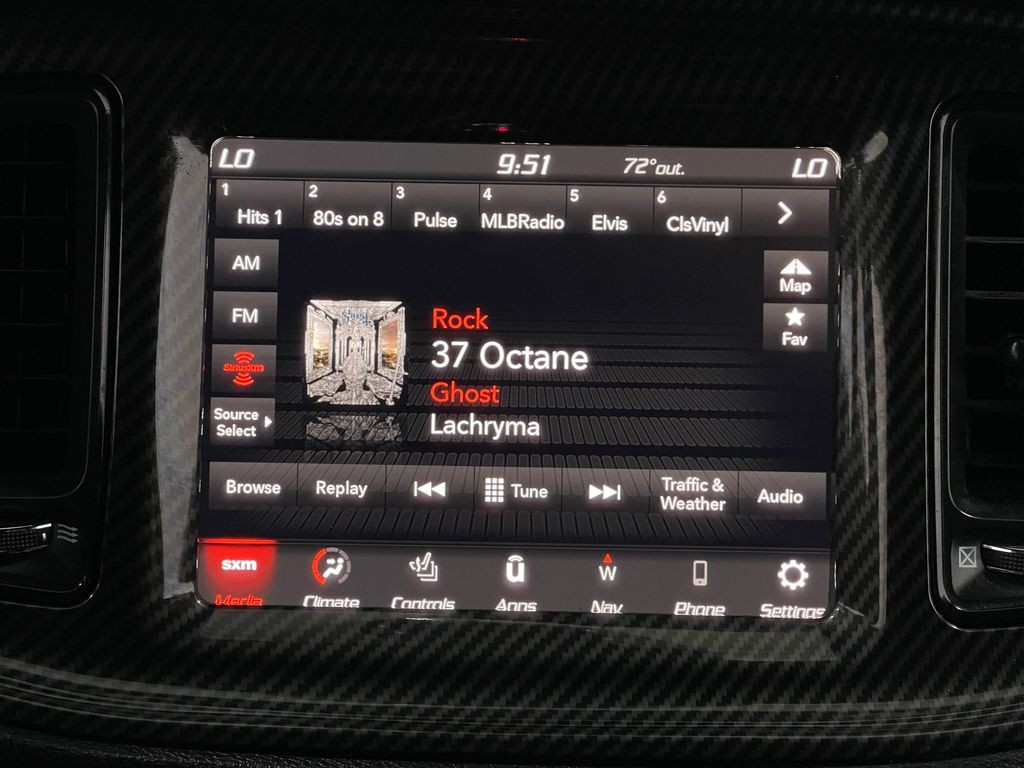 LO 9:51 72° out. LO
1 Hits 1
2 80s on 8
3 Pulse
4 MLBRadio
5 Elvis
6 ClsVinyl
AM
FM
SiriusXM
Source
Select
Map
Fav
Ghost
Rock
37 Octane
Ghost
Lachryma
Browse
Replay
Tune
Traffic &
Weather
Audio
sxm
Media
Climate
Controls
û
Apps
W
Nav
Phone
Settings